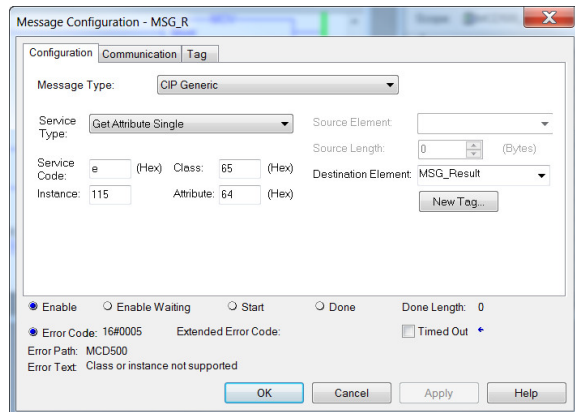 Message Configuration - MSG_R
Configuration Communication Tag
Message Type: CIP Generic
Service Type: Get Attribute Single
Source Element:
Source Length: 0 (Bytes)
Service Code: e (Hex) Class: 65 (Hex)
Destination Element: MSG_Result
Instance: 115 Attribute: 64 (Hex)
New Tag...
Enable Enable Waiting Start Done Done Length: 0
Error Code: 16#0005 Extended Error Code: Timed Out
Error Path: MCD500
Error Text: Class or instance not supported
OK Cancel Apply Help